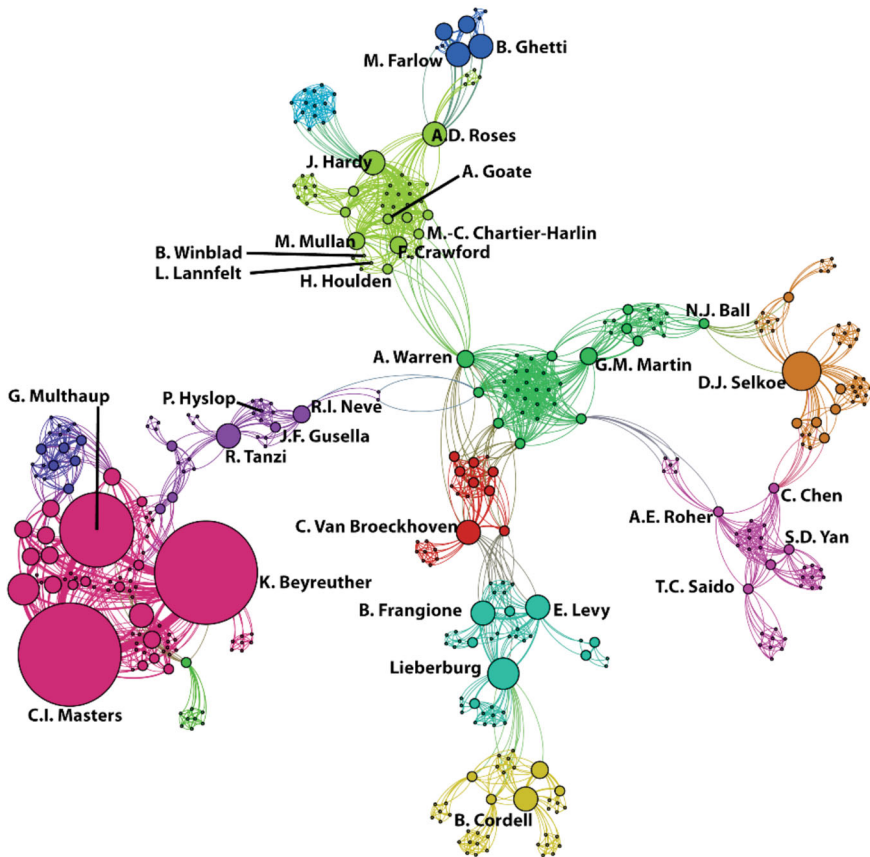 B. Ghetti
M. Farlow
A.D. Roses
J. Hardy
A. Goate
M.-C. Chartier-Harlin
M. Mullan
B. Winblad
F. Crawford
L. Lannfelt
H. Houlden
N.J. Ball
A. Warren
G.M. Martin
D.J. Selkoe
G. Multhaup
P. Hyslop
R.I. Neve
J.F. Gusella
R. Tanzi
C. Chen
A.E. Roher
C. Van Broeckhoven
S.D. Yan
K. Beyreuther
T.C. Saido
B. Frangione
E. Levy
Lieberburg
C.I. Masters
B. Cordell